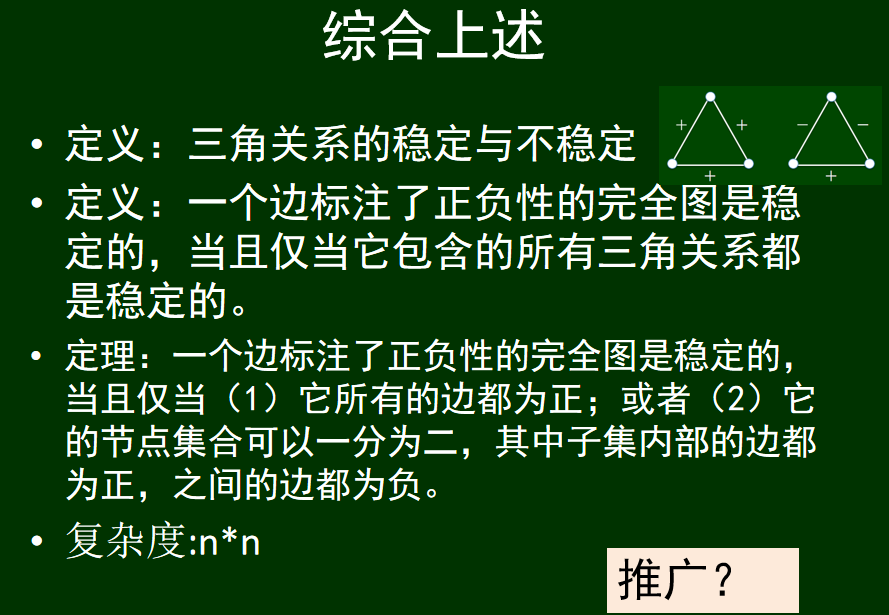 综合上述
• 定义：三角关系的稳定与不稳定
+ + − −
+ +
• 定义：一个边标注了正负性的完全图是稳
定的，当且仅当它包含的所有三角关系都
是稳定的。
• 定理：一个边标注了正负性的完全图是稳定的，
当且仅当（1）它所有的边都为正；或者（2）它
的节点集合可以一分为二，其中子集内部的边都
为正，之间的边都为负。
• 复杂度:n*n
推广？